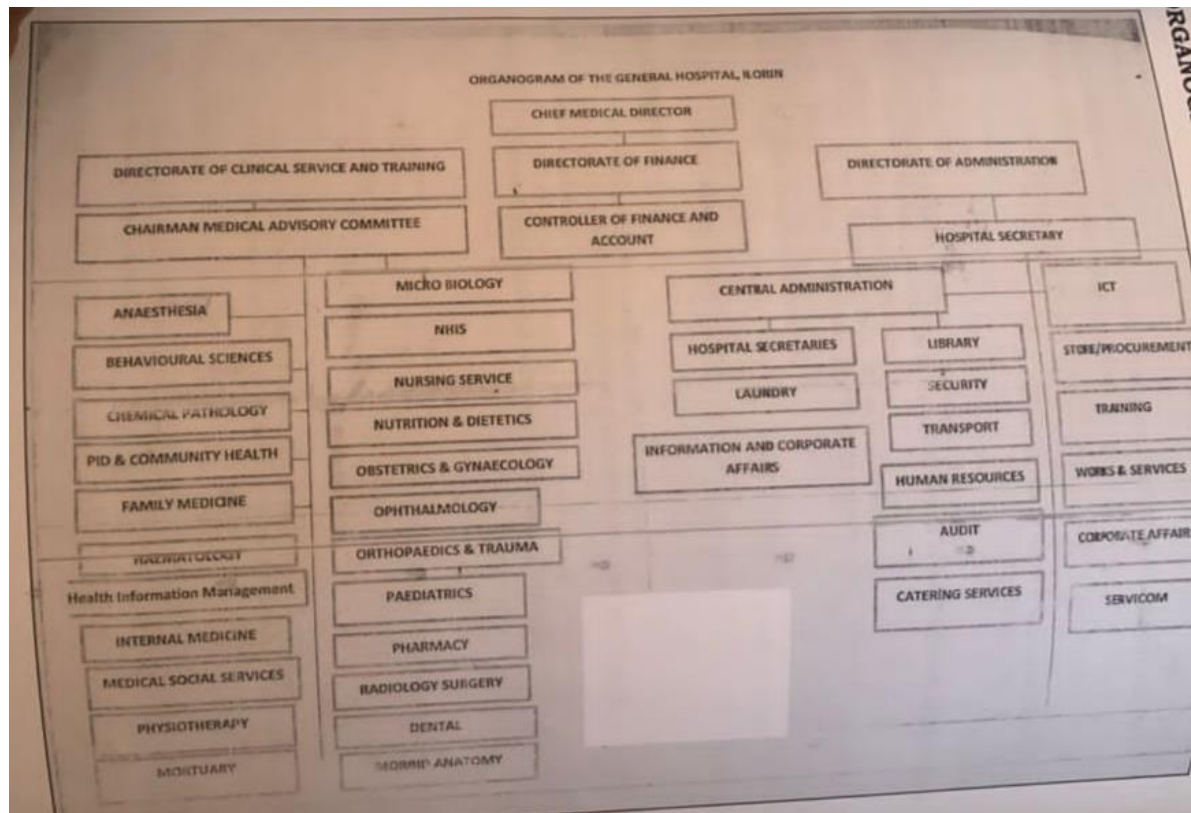 ORGANOGRAM OF THE GENERAL HOSPITAL, ILORIN
CHIEF MEDICAL DIRECTOR
DIRECTORATE OF CLINICAL SERVICE AND TRAINING
DIRECTORATE OF FINANCE
DIRECTORATE OF ADMINISTRATION
CHAIRMAN MEDICAL ADVISORY COMMITTEE
CONTROLLER OF FINANCE AND
ACCOUNT
HOSPITAL SECRETARY
ANAESTHESIA
BEHAVIOURAL SCIENCES
CHEMICAL PATHOLOGY
PID & COMMUNITY HEALTH
FAMILY MEDICINE
HAEMATOLOGY
Health Information Management
INTERNAL MEDICINE
MEDICAL SOCIAL SERVICES
PHYSIOTHERAPY
MORTUARY
MICRO BIOLOGY
NHIS
NURSING SERVICE
NUTRITION & DIETETICS
OBSTETRICS & GYNAECOLOGY
OPHTHALMOLOGY
ORTHOPAEDICS & TRAUMA
PAEDIATRICS
PHARMACY
RADIOLOGY SURGERY
DENTAL
MORBID ANATOMY
CENTRAL ADMINISTRATION
HOSPITAL SECRETARIES
LAUNDRY
INFORMATION AND CORPORATE
AFFAIRS
LIBRARY
SECURITY
TRANSPORT
HUMAN RESOURCES
AUDIT
CATERING SERVICES
ICT
STORE/PROCUREMENT
TRAINING
WORKS & SERVICES
CORPORATE AFFAIR
SERVICOM